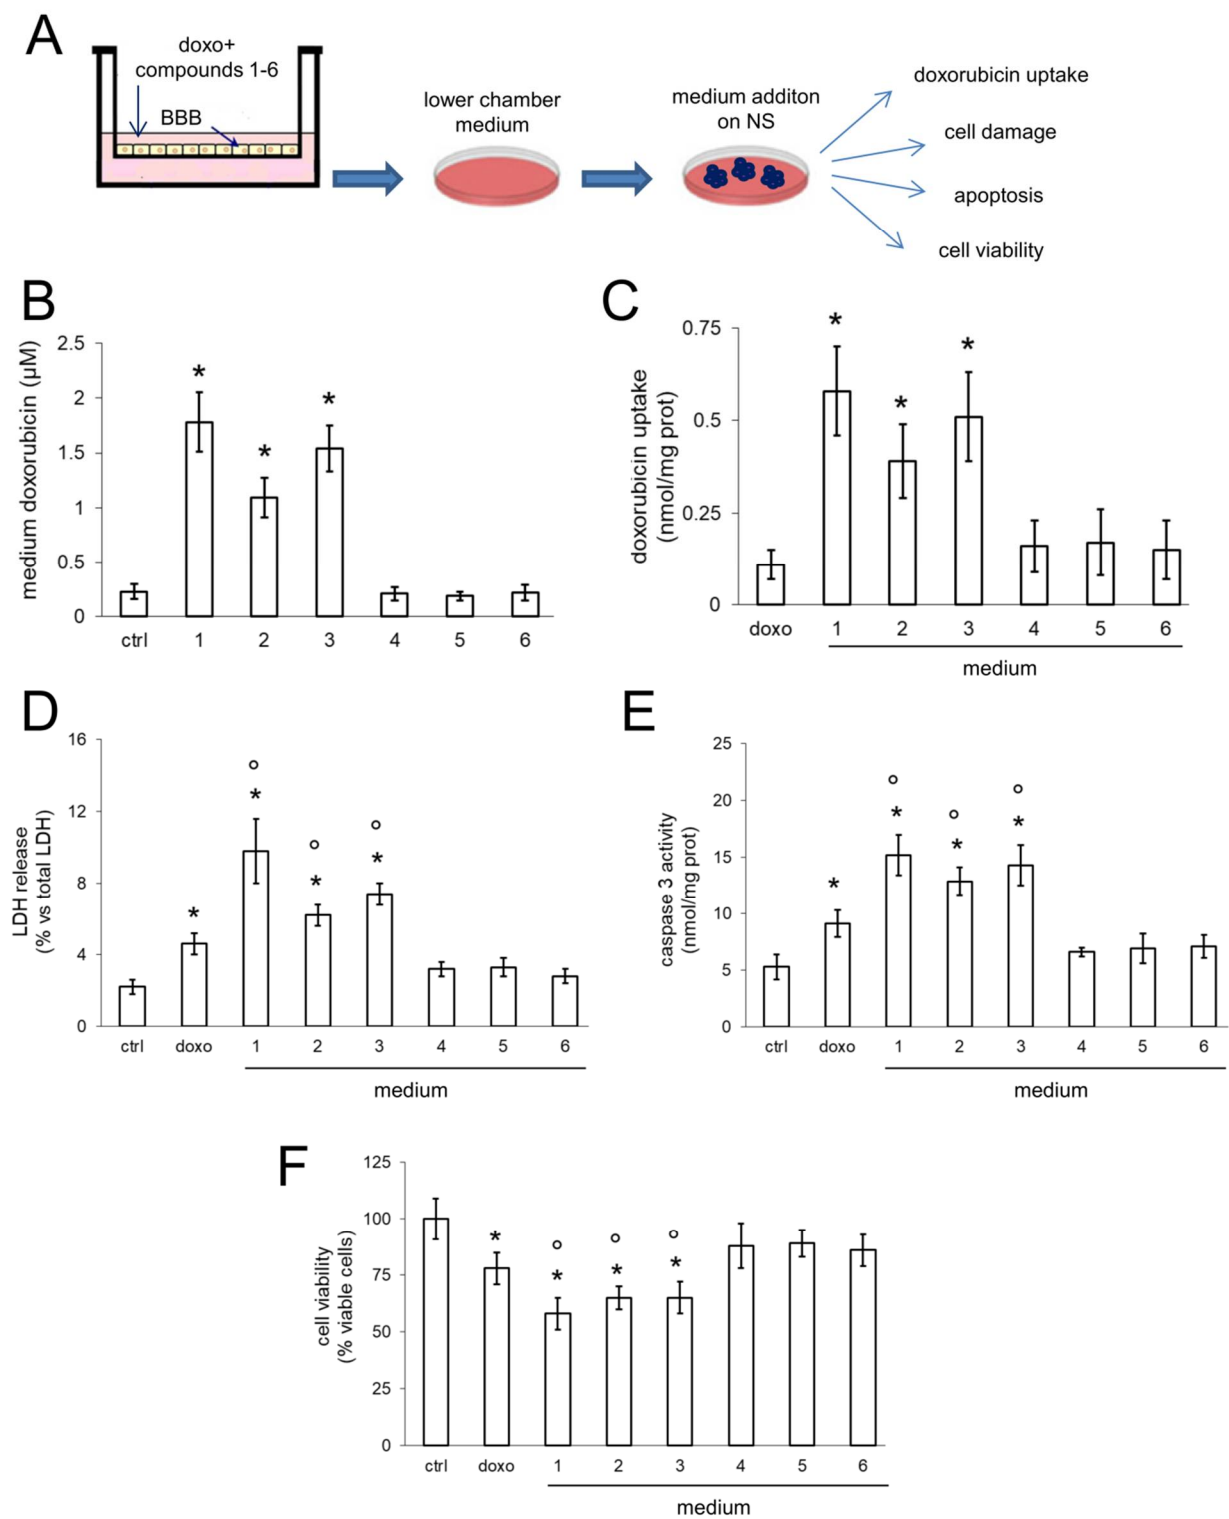 A
doxo+
compounds 1-6
BBB
lower chamber
medium
medium additon
on NS
doxorubicin uptake
cell damage
apoptosis
cell viability
B
medium doxorubicin (µM)
2.5
2
1.5
1
0.5
0
* * *
ctrl 1 2 3 4 5 6
C
doxorubicin uptake
(nmol/mg prot)
0.75
0.5
0.25
0
* * *
doxo 1 2 3 4 5 6
medium
D
LDH release
(% vs total LDH)
16
12
8
4
0
° ° °
* * * *
ctrl doxo 1 2 3 4 5 6
medium
E
caspase 3 activity
(nmol/mg prot)
25
20
15
10
5
0
° ° °
* * * *
ctrl doxo 1 2 3 4 5 6
medium
F
cell viability
(% viable cells)
125
100
75
50
25
0
° ° °
* * * *
ctrl doxo 1 2 3 4 5 6
medium